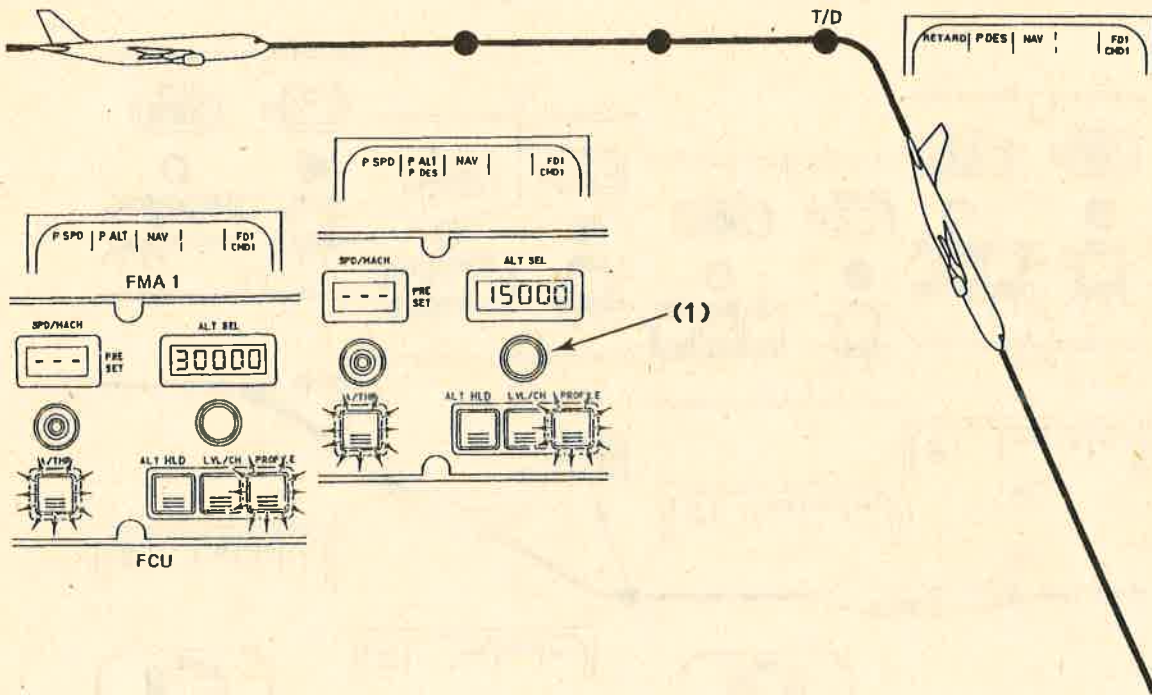 T/D
RETARD P DES NAV FD1
CMD1
P SPD P ALT NAV FD1
P DES CMD1
P SPD P ALT NAV FD1
CMD1
FMA 1
SPD/MACH ALT SEL
--- PRE SET 15000
(1)
A/THR ALT HLD LVL/CH PROFILE
SPD/MACH ALT SEL
--- PRE SET 30000
A/THR ALT HLD LVL/CH PROFILE
FCU